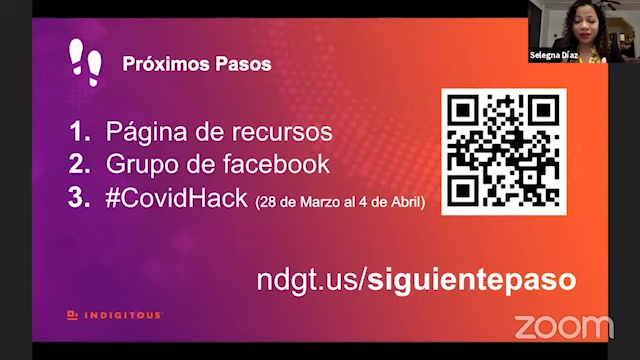 Selegna Díaz
Próximos Pasos
1. Página de recursos
2. Grupo de facebook
3. #CovidHack (28 de Marzo al 4 de Abril)
ndgt.us/siguientepaso
INDIGITOUS
zoom